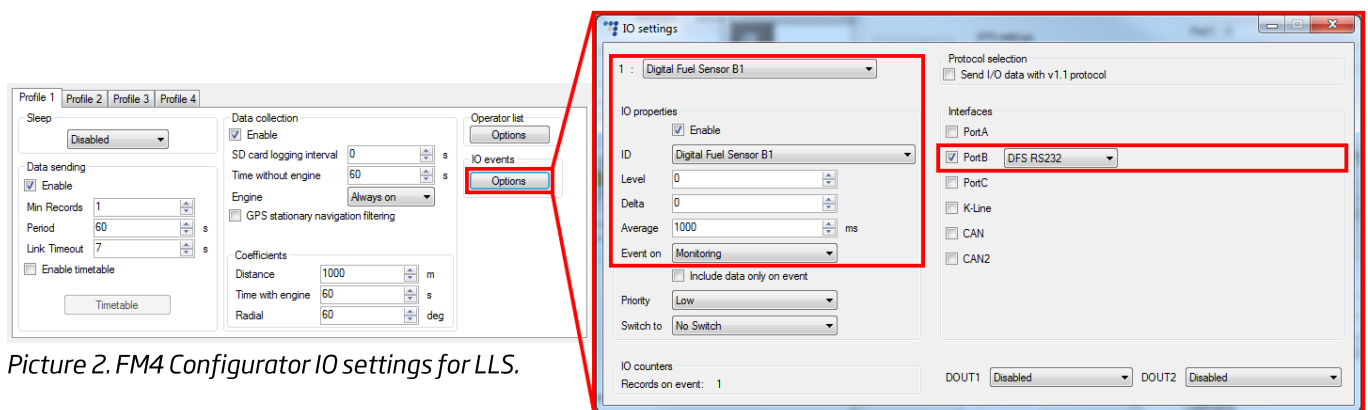 Profile 1 Profile 2 Profile 3 Profile 4
Sleep
Disabled
Data sending
Enable
Min Records 1
Period 60 s
Link Timeout 7 s
Enable timetable
Timetable
Data collection
Enable
SD card logging interval 0 s
Time without engine 60 s
Engine Always on
GPS stationary navigation filtering
Coefficients
Distance 1000 m
Time with engine 60 s
Radial 60 deg
Operator list
Options
IO events
Options
Picture 2. FM4 Configurator IO settings for LLS.
IO settings
1 : Digital Fuel Sensor B1
IO properties
Enable
ID Digital Fuel Sensor B1
Level 0
Delta 0
Average 1000 ms
Event on Monitoring
Include data only on event
Priority Low
Switch to No Switch
IO counters
Records on event: 1
Protocol selection
Send I/O data with v1.1 protocol
Interfaces
PortA
PortB DFS RS232
PortC
K-Line
CAN
CAN2
DOUT1 Disabled DOUT2 Disabled